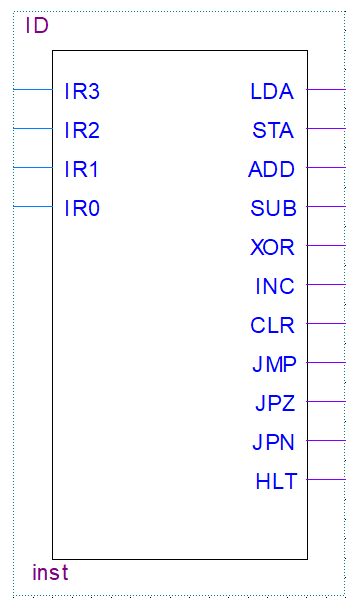 ID
IR3 LDA
IR2 STA
IR1 ADD
IR0 SUB
XOR
INC
CLR
JMP
JPZ
JPN
HLT
inst